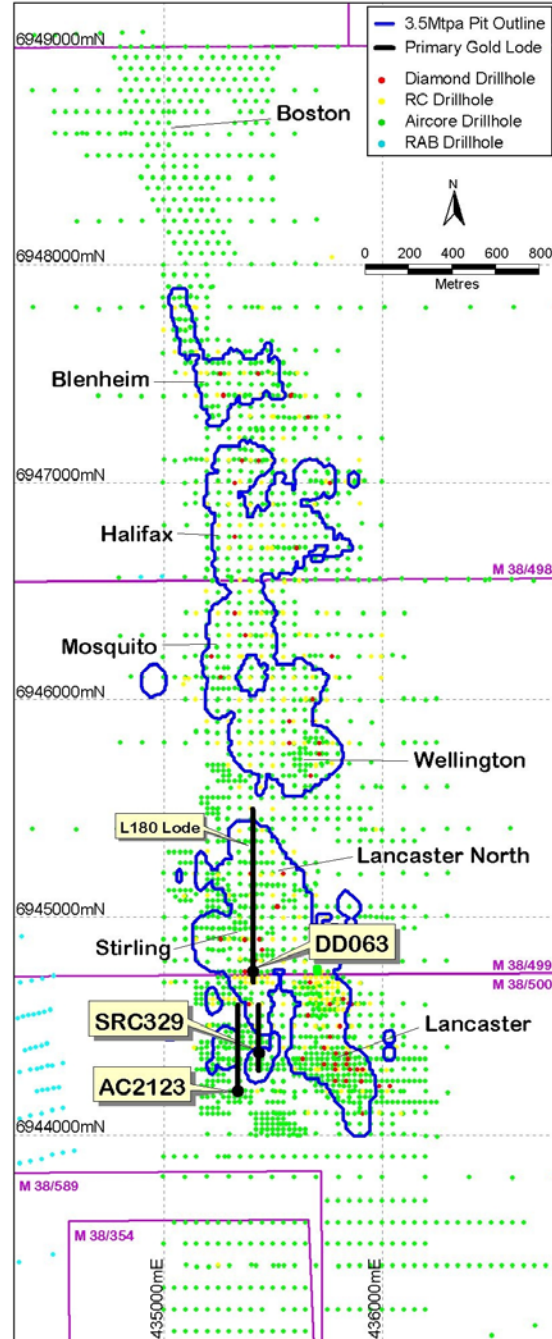 6949000mN
3.5Mtpa Pit Outline
Primary Gold Lode
Diamond Drillhole
RC Drillhole
Aircore Drillhole
RAB Drillhole
Boston
N
6948000mN
0 200 400 600 800
Metres
Blenheim
6947000mN
Halifax
M 38/498
Mosquito
6946000mN
Wellington
L180 Lode
Lancaster North
6945000mN
Stirling
DD063
M 38/499
M 38/500
SRC329
Lancaster
AC2123
6944000mN
M 38/589
M 38/354
435000mE
436000mE